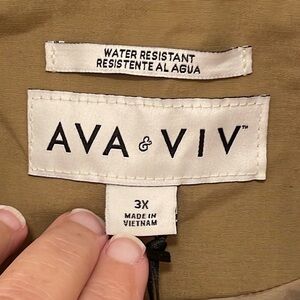 WATER RESISTANT
RESISTENTE AL AGUA
AVA & VIV™
3X
MADE IN
VIETNAM